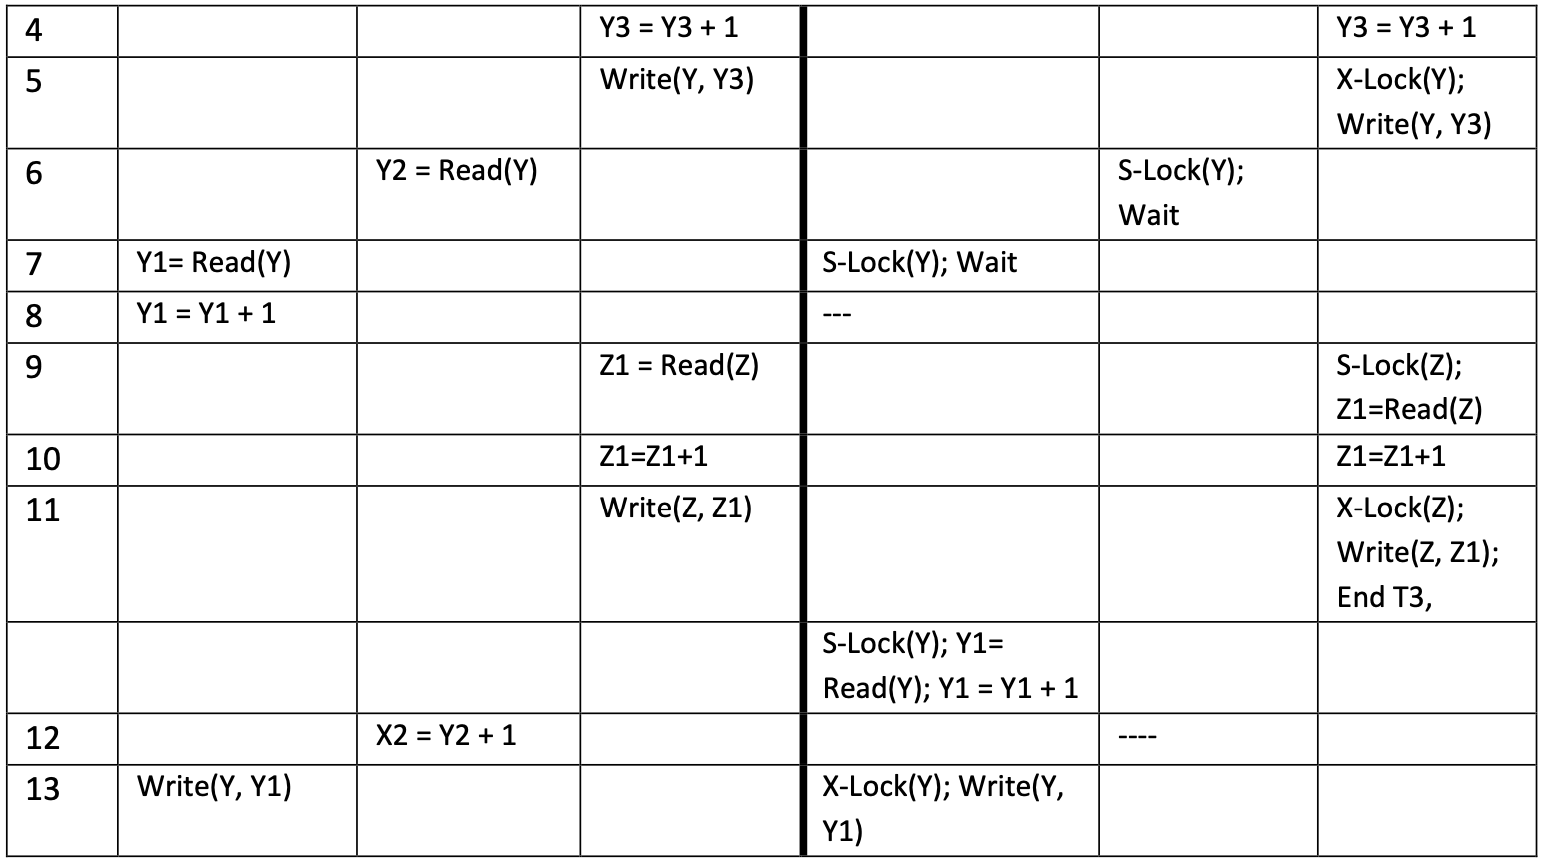 4 Y3 = Y3 + 1 Y3 = Y3 + 1
5 Write(Y, Y3) X-Lock(Y);
Write(Y, Y3)
6 Y2 = Read(Y) S-Lock(Y);
Wait
7 Y1= Read(Y) S-Lock(Y); Wait
8 Y1 = Y1 + 1 ---
9 Z1 = Read(Z) S-Lock(Z);
Z1=Read(Z)
10 Z1=Z1+1 Z1=Z1+1
11 Write(Z, Z1) X-Lock(Z);
Write(Z, Z1);
End T3,
S-Lock(Y); Y1=
Read(Y); Y1 = Y1 + 1
12 X2 = Y2 + 1 ----
13 Write(Y, Y1) X-Lock(Y); Write(Y,
Y1)